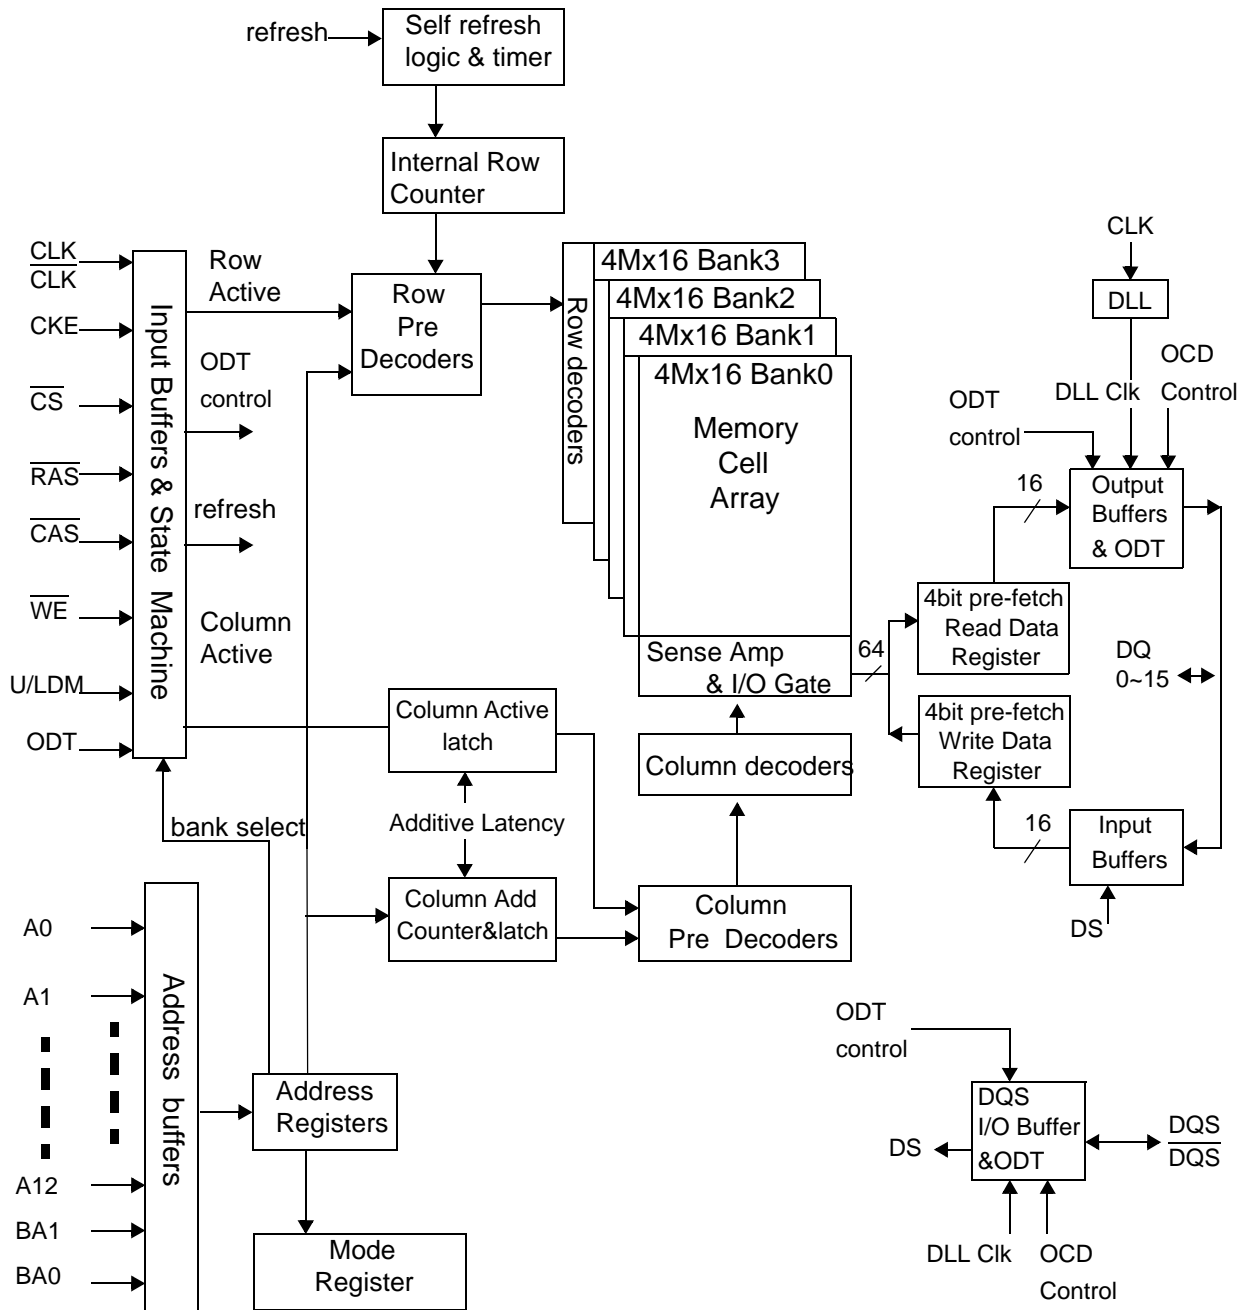 refresh
Self refresh
logic & timer
Internal Row
Counter
CLK
CLK
CKE
CS
RAS
CAS
WE
U/LDM
ODT
Input Buffers & State Machine
Row
Active
ODT
control
refresh
Column
Active
Row
Pre
Decoders
Row decoders
4Mx16 Bank3
4Mx16 Bank2
4Mx16 Bank1
4Mx16 Bank0
Memory
Cell
Array
Sense Amp
& I/O Gate
64
Column decoders
Column Active
latch
Additive Latency
Column Add
Counter&latch
Column
Pre Decoders
bank select
CLK
DLL
DLL Clk
OCD
Control
ODT
control
16
Output
Buffers
& ODT
4bit pre-fetch
Read Data
Register
DQ
0~15
4bit pre-fetch
Write Data
Register
16
Input
Buffers
DS
A0
A1
A12
BA1
BA0
Address buffers
Address
Registers
Mode
Register
ODT
control
DQS
I/O Buffer
&ODT
DS
DQS
DQS
DLL Clk
OCD
Control